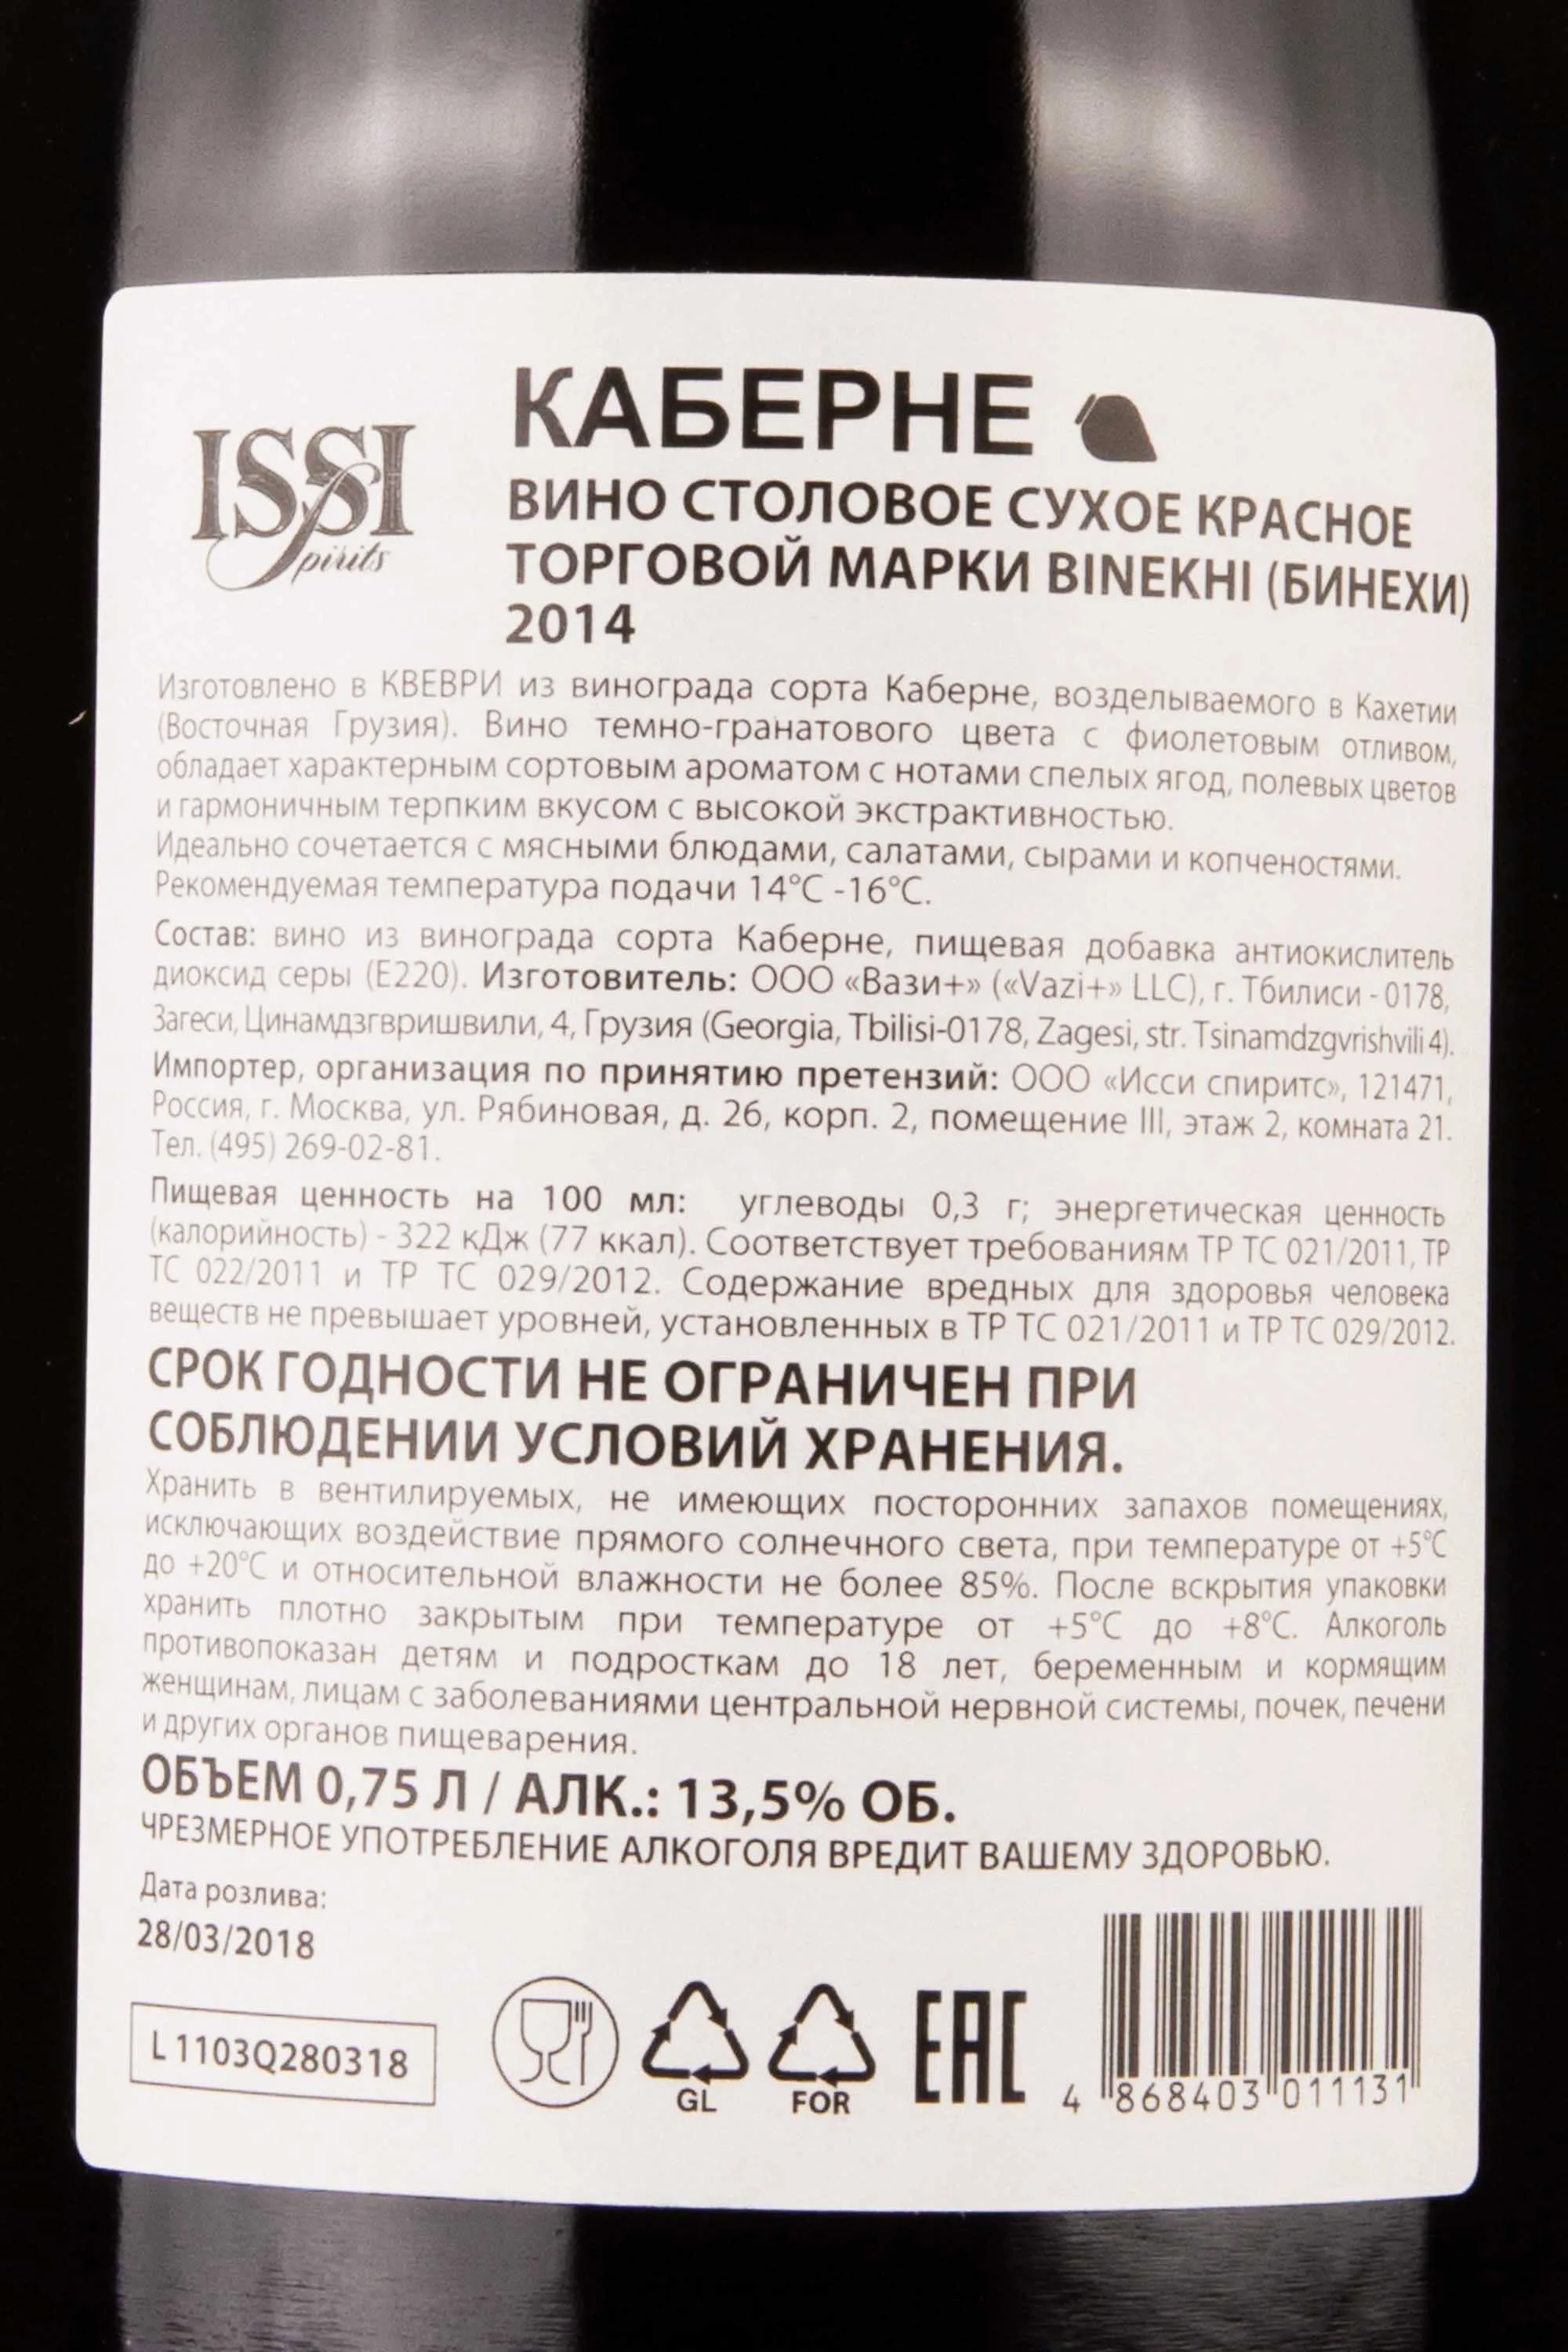 ISSI
Spirits
КАБЕРНЕ
ВИНО СТОЛОВОЕ СУХОЕ КРАСНОЕ
ТОРГОВОЙ МАРКИ BINEKHI (БИНЕХИ)
2014
Изготовлено в КВЕВРИ из винограда сорта Каберне, возделываемого в Кахетии
(Восточная Грузия). Вино темно-гранатового цвета с фиолетовым отливом,
обладает характерным сортовым ароматом с нотами спелых ягод, полевых цветов
и гармоничным терпким вкусом с высокой экстрактивностью.
Идеально сочетается с мясными блюдами, салатами, сырами и копченостями.
Рекомендуемая температура подачи 14°С -16°С.
Состав: вино из винограда сорта Каберне, пищевая добавка антиокислитель
диоксид серы (Е220). Изготовитель: ООО «Вази+» («Vazi+» LLC), г. Тбилиси - 0178,
Загеси, Цинамдзгвришвили, 4, Грузия (Georgia, Tbilisi-0178, Zagesi, str. Tsinamdzgvrishvili 4).
Импортер, организация по принятию претензий: ООО «Исси спиритс», 121471,
Россия, г. Москва, ул. Рябиновая, д. 26, корп. 2, помещение III, этаж 2, комната 21.
Тел. (495) 269-02-81.
Пищевая ценность на 100 мл: углеводы 0,3 г; энергетическая ценность
(калорийность) - 322 кДж (77 ккал). Соответствует требованиям ТР ТС 021/2011, ТР
ТС 022/2011 и ТР ТС 029/2012. Содержание вредных для здоровья человека
веществ не превышает уровней, установленных в ТР ТС 021/2011 и ТР ТС 029/2012.
СРОК ГОДНОСТИ НЕ ОГРАНИЧЕН ПРИ
СОБЛЮДЕНИИ УСЛОВИЙ ХРАНЕНИЯ.
Хранить в вентилируемых, не имеющих посторонних запахов помещениях,
исключающих воздействие прямого солнечного света, при температуре от +5°С
до +20°С и относительной влажности не более 85%. После вскрытия упаковки
хранить плотно закрытым при температуре от +5°С до +8°С. Алкоголь
противопоказан детям и подросткам до 18 лет, беременным и кормящим
женщинам, лицам с заболеваниями центральной нервной системы, почек, печени
и других органов пищеварения.
ОБЪЕМ 0,75 Л / АЛК.: 13,5% ОБ.
ЧРЕЗМЕРНОЕ УПОТРЕБЛЕНИЕ АЛКОГОЛЯ ВРЕДИТ ВАШЕМУ ЗДОРОВЬЮ.
Дата розлива:
28/03/2018
L 1103Q280318
GL
FOR
EAC
4 868403 011131